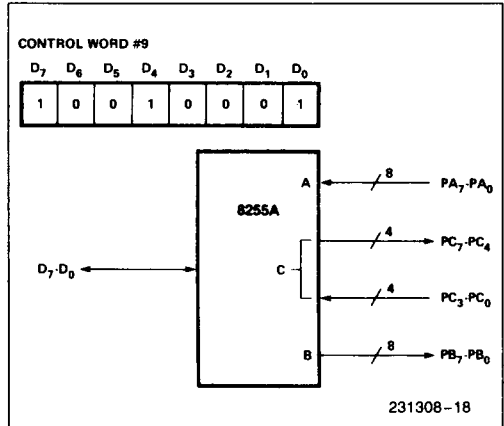 CONTROL WORD #9
D7 D6 D5 D4 D3 D2 D1 D0
1 0 0 1 0 0 0 1
A 8 PA7-PA0
8255A
4 PC7-PC4
D7-D0 C
4 PC3-PC0
B 8 PB7-PB0
231308-18